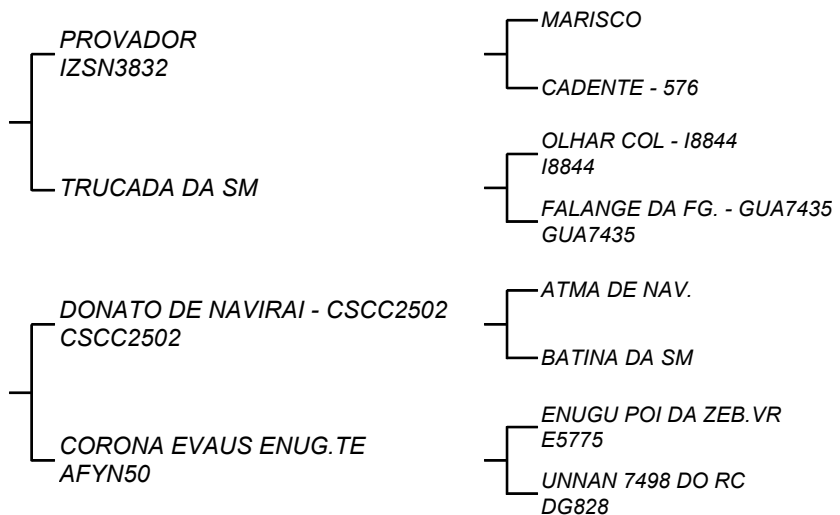 PROVADOR
IZSN3832
TRUCADA DA SM
DONATO DE NAVIRAI - CSCC2502
CSCC2502
CORONA EVAUS ENUG.TE
AFYN50
MARISCO
CADENTE - 576
OLHAR COL - I8844
I8844
FALANGE DA FG. - GUA7435
GUA7435
ATMA DE NAV.
BATINA DA SM
ENUGU POI DA ZEB.VR
E5775
UNNAN 7498 DO RC
DG828